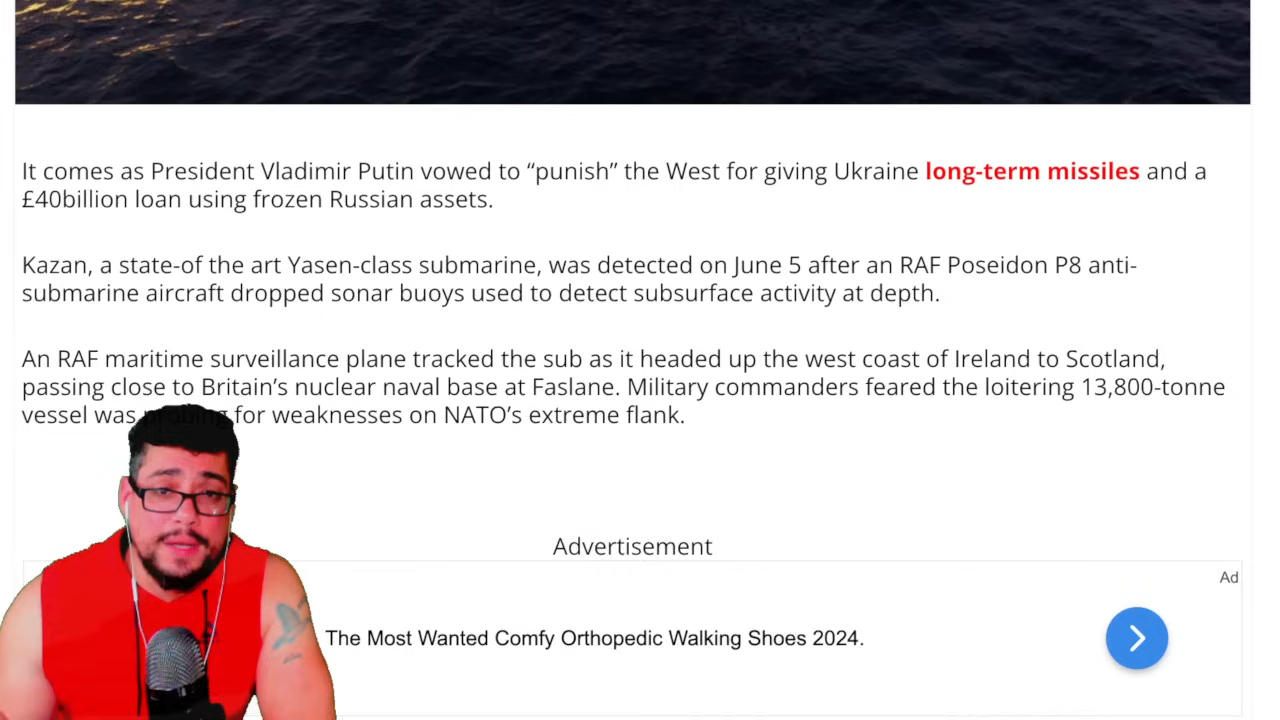 It comes as President Vladimir Putin vowed to “punish” the West for giving Ukraine long-term missiles and a
£40billion loan using frozen Russian assets.
Kazan, a state-of the art Yasen-class submarine, was detected on June 5 after an RAF Poseidon P8 anti-
submarine aircraft dropped sonar buoys used to detect subsurface activity at depth.
An RAF maritime surveillance plane tracked the sub as it headed up the west coast of Ireland to Scotland,
passing close to Britain’s nuclear naval base at Faslane. Military commanders feared the loitering 13,800-tonne
vessel was probing for weaknesses on NATO’s extreme flank.
Advertisement
Ad
The Most Wanted Comfy Orthopedic Walking Shoes 2024.